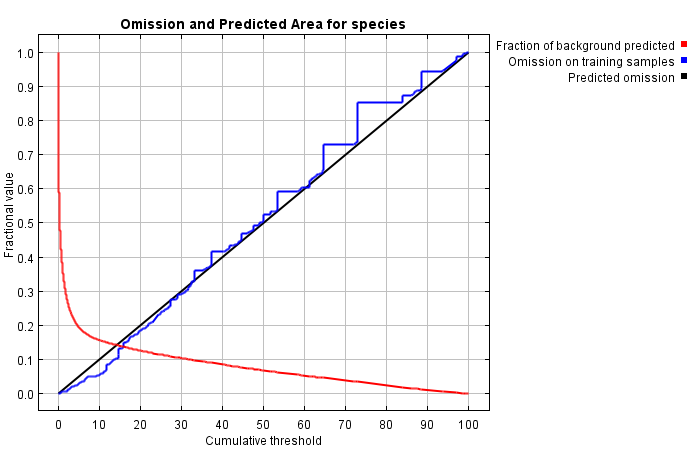 Omission and Predicted Area for species
Fraction of background predicted
Omission on training samples
Predicted omission
Fractional value
1.0
0.9
0.8
0.7
0.6
0.5
0.4
0.3
0.2
0.1
0.0
0 10 20 30 40 50 60 70 80 90 100
Cumulative threshold